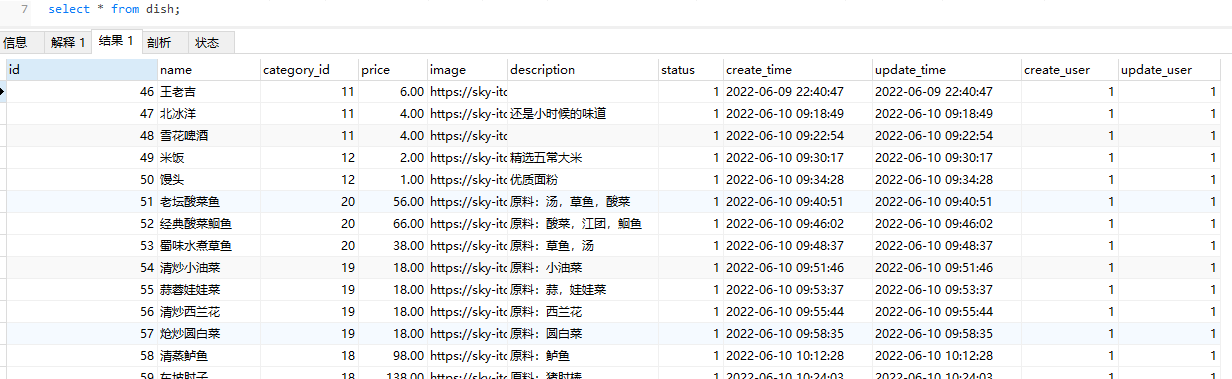 7 select * from dish;
信息 解释 1 结果 1 剖析 状态
id name category_id price image description status create_time update_time create_user update_user
46 王老吉 11 6.00 https://sky-itc 1 2022-06-09 22:40:47 2022-06-09 22:40:47 1 1
47 北冰洋 11 4.00 https://sky-itc 还是小时候的味道 1 2022-06-10 09:18:49 2022-06-10 09:18:49 1 1
48 雪花啤酒 11 4.00 https://sky-itc 1 2022-06-10 09:22:54 2022-06-10 09:22:54 1 1
49 米饭 12 2.00 https://sky-itc 精选五常大米 1 2022-06-10 09:30:17 2022-06-10 09:30:17 1 1
50 馒头 12 1.00 https://sky-itc 优质面粉 1 2022-06-10 09:34:28 2022-06-10 09:34:28 1 1
51 老坛酸菜鱼 20 56.00 https://sky-itc 原料：汤，草鱼，酸菜 1 2022-06-10 09:40:51 2022-06-10 09:40:51 1 1
52 经典酸菜鮰鱼 20 66.00 https://sky-itc 原料：酸菜，江团，鮰鱼 1 2022-06-10 09:46:02 2022-06-10 09:46:02 1 1
53 蜀味水煮草鱼 20 38.00 https://sky-itc 原料：草鱼，汤 1 2022-06-10 09:48:37 2022-06-10 09:48:37 1 1
54 清炒小油菜 19 18.00 https://sky-itc 原料：小油菜 1 2022-06-10 09:51:46 2022-06-10 09:51:46 1 1
55 蒜蓉娃娃菜 19 18.00 https://sky-itc 原料：蒜，娃娃菜 1 2022-06-10 09:53:37 2022-06-10 09:53:37 1 1
56 清炒西兰花 19 18.00 https://sky-itc 原料：西兰花 1 2022-06-10 09:55:44 2022-06-10 09:55:44 1 1
57 炝炒圆白菜 19 18.00 https://sky-itc 原料：圆白菜 1 2022-06-10 09:58:35 2022-06-10 09:58:35 1 1
58 清蒸鲈鱼 18 98.00 https://sky-itc 原料：鲈鱼 1 2022-06-10 10:12:28 2022-06-10 10:12:28 1 1
59 东坡肘子 18 138.00 https://sky-itc 原料：猪肘棒 1 2022-06-10 10:24:03 2022-06-10 10:24:03 1 1